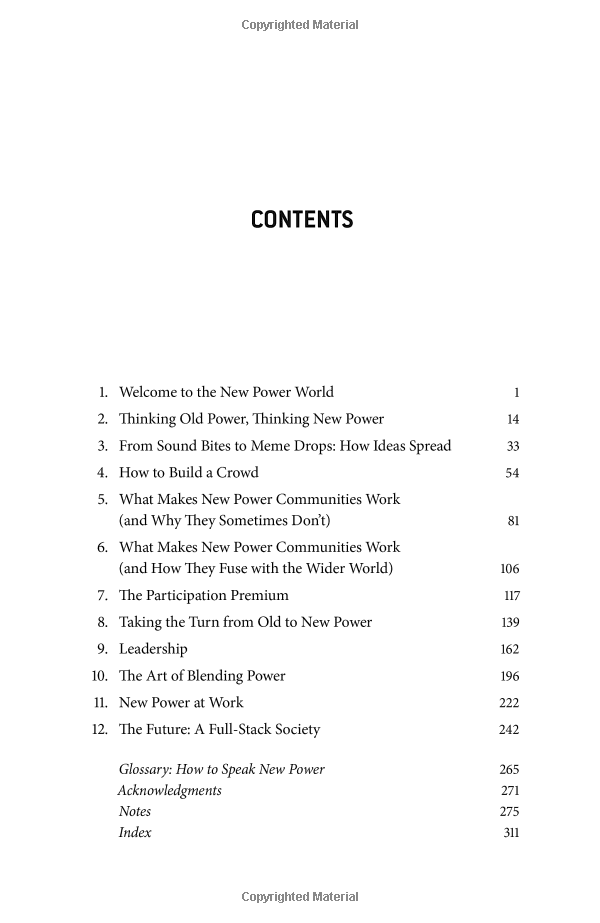 Copyrighted Material
CONTENTS
1. Welcome to the New Power World 1
2. Thinking Old Power, Thinking New Power 14
3. From Sound Bites to Meme Drops: How Ideas Spread 33
4. How to Build a Crowd 54
5. What Makes New Power Communities Work
(and Why They Sometimes Don’t) 81
6. What Makes New Power Communities Work
(and How They Fuse with the Wider World) 106
7. The Participation Premium 117
8. Taking the Turn from Old to New Power 139
9. Leadership 162
10. The Art of Blending Power 196
11. New Power at Work 222
12. The Future: A Full-Stack Society 242
Glossary: How to Speak New Power 265
Acknowledgments 271
Notes 275
Index 311
Copyrighted Material